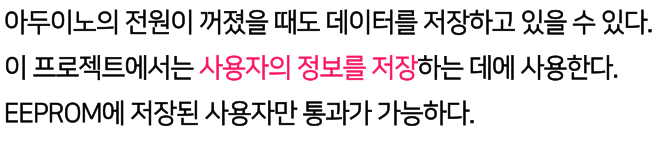 아두이노의 전원이 꺼졌을 때도 데이터를 저장하고 있을 수 있다.
이 프로젝트에서는 사용자의 정보를 저장하는 데에 사용한다.
EEPROM에 저장된 사용자만 통과가 가능하다.